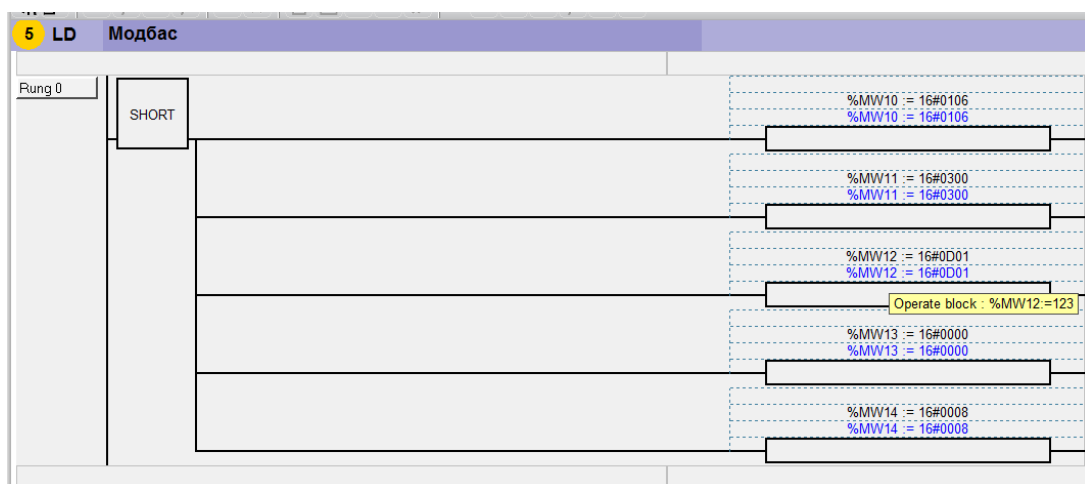 5 LD Модбас
Rung 0
SHORT
%MW10 := 16#0106
%MW10 := 16#0106
%MW11 := 16#0300
%MW11 := 16#0300
%MW12 := 16#0D01
%MW12 := 16#0D01
Operate block : %MW12:=123
%MW13 := 16#0000
%MW13 := 16#0000
%MW14 := 16#0008
%MW14 := 16#0008